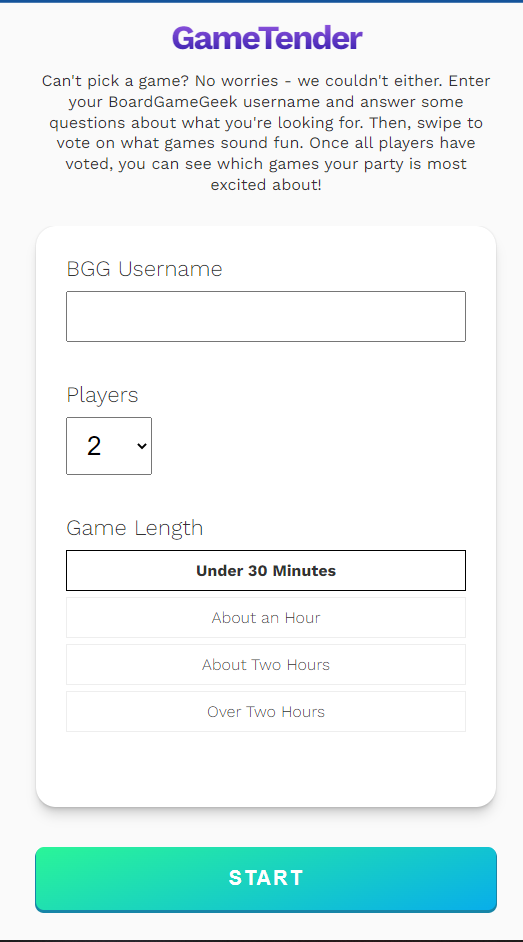 GameTender
Can't pick a game? No worries - we couldn't either. Enter
your BoardGameGeek username and answer some
questions about what you're looking for. Then, swipe to
vote on what games sound fun. Once all players have
voted, you can see which games your party is most
excited about!
BGG Username
Players
2
Game Length
Under 30 Minutes
About an Hour
About Two Hours
Over Two Hours
START